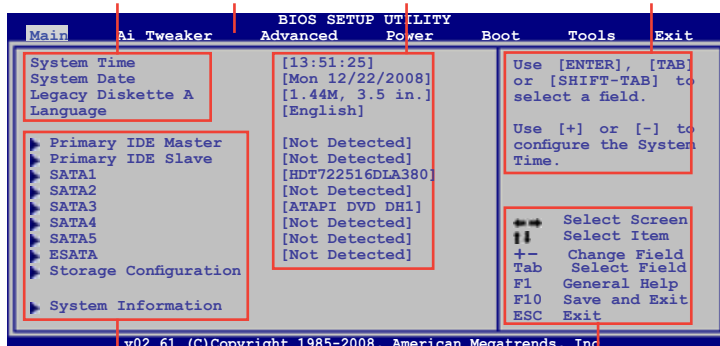 BIOS SETUP UTILITY
Main Ai Tweaker Advanced Power Boot Tools Exit
System Time [13:51:25]
System Date [Mon 12/22/2008]
Legacy Diskette A [1.44M, 3.5 in.]
Language [English]
Primary IDE Master [Not Detected]
Primary IDE Slave [Not Detected]
SATA1 [HDT722516DLA380]
SATA2 [Not Detected]
SATA3 [ATAPI DVD DH1]
SATA4 [Not Detected]
SATA5 [Not Detected]
ESATA [Not Detected]
Storage Configuration
System Information
Use [ENTER], [TAB]
or [SHIFT-TAB] to
select a field.
Use [+] or [-] to
configure the System
Time.
Select Screen
Select Item
+- Change Field
Tab Select Field
F1 General Help
F10 Save and Exit
ESC Exit
v02.61 (C)Copyright 1985-2008, American Megatrends, Inc